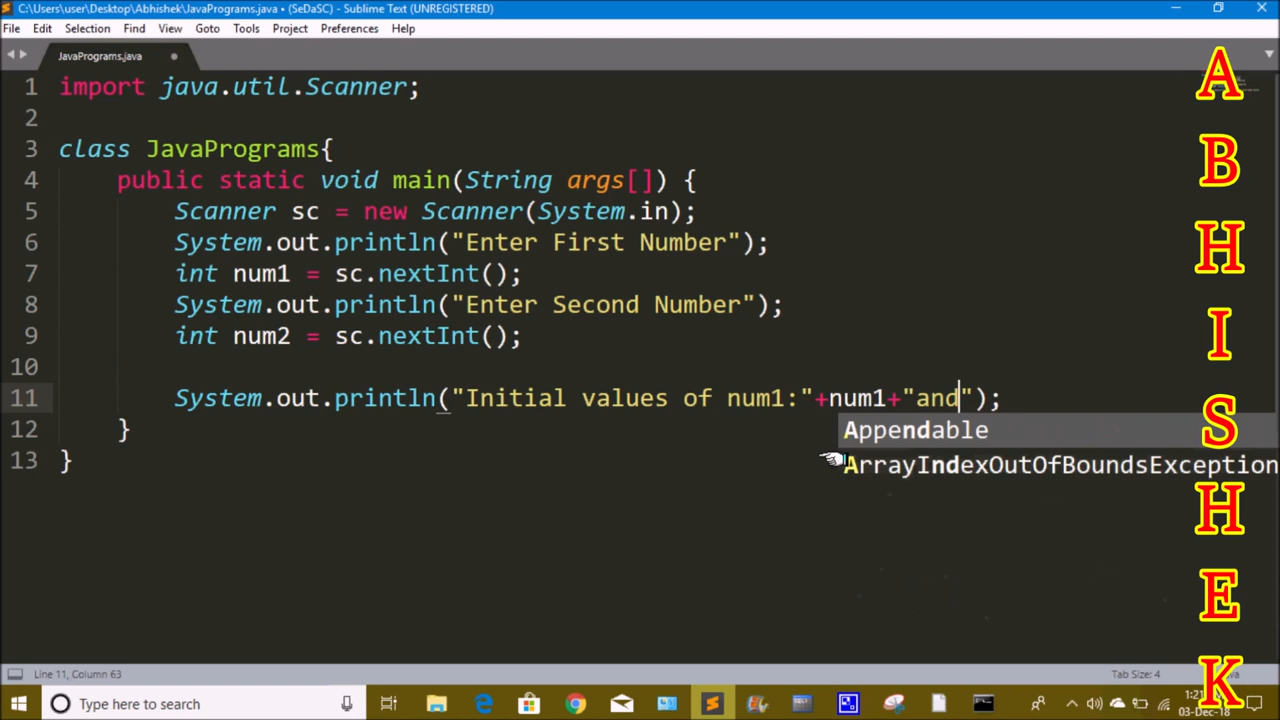 C:\Users\user\Desktop\Abhishek\JavaPrograms.java • (SeDaSC) - Sublime Text (UNREGISTERED)
File Edit Selection Find View Goto Tools Project Preferences Help
JavaPrograms.java
1 import java.util.Scanner;
2
3 class JavaPrograms{
4 public static void main(String args[]) {
5 Scanner sc = new Scanner(System.in);
6 System.out.println("Enter First Number");
7 int num1 = sc.nextInt();
8 System.out.println("Enter Second Number");
9 int num2 = sc.nextInt();
10
11 System.out.println("Initial values of num1:"+num1+"and");
12 }
Appendable
13 }
ArrayIndexOutOfBoundsException
A
B
H
I
S
H
E
K
Line 11, Column 63
Tab Size: 4
Type here to search
03-Dec-18